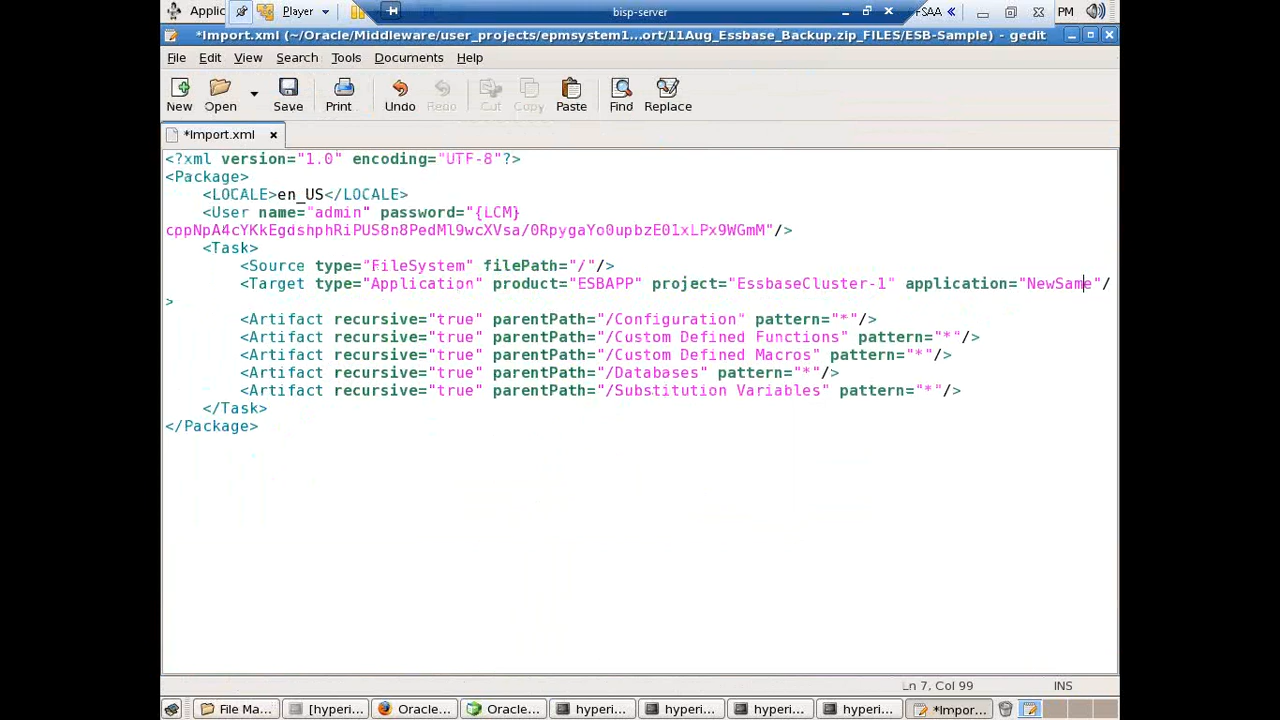 Applic Player bisp-server FSAA PM
*Import.xml (~/Oracle/Middleware/user_projects/epmsystem1...ort/11Aug_Essbase_Backup.zip_FILES/ESB-Sample) - gedit
File Edit View Search Tools Documents Help
New Open Save Print... Undo Redo Cut Copy Paste Find Replace
*Import.xml
<?xml version="1.0" encoding="UTF-8"?>
<Package>
<LOCALE>en_US</LOCALE>
<User name="admin" password="{LCM}
cppNpA4cYKkEgdshphRiPUS8n8PedMl9wcXVsa/0RpygaYo0upbzE01xLPx9WGmM"/>
<Task>
<Source type="FileSystem" filePath="/"/>
<Target type="Application" product="ESBAPP" project="EssbaseCluster-1" application="NewSame"/
>
<Artifact recursive="true" parentPath="/Configuration" pattern="*"/>
<Artifact recursive="true" parentPath="/Custom Defined Functions" pattern="*"/>
<Artifact recursive="true" parentPath="/Custom Defined Macros" pattern="*"/>
<Artifact recursive="true" parentPath="/Databases" pattern="*"/>
<Artifact recursive="true" parentPath="/Substitution Variables" pattern="*"/>
</Task>
</Package>
Ln 7, Col 99 INS
File Ma... [hyperi... Oracle... Oracle... hyperi... hyperi... hyperi... hyperi... *Impor...